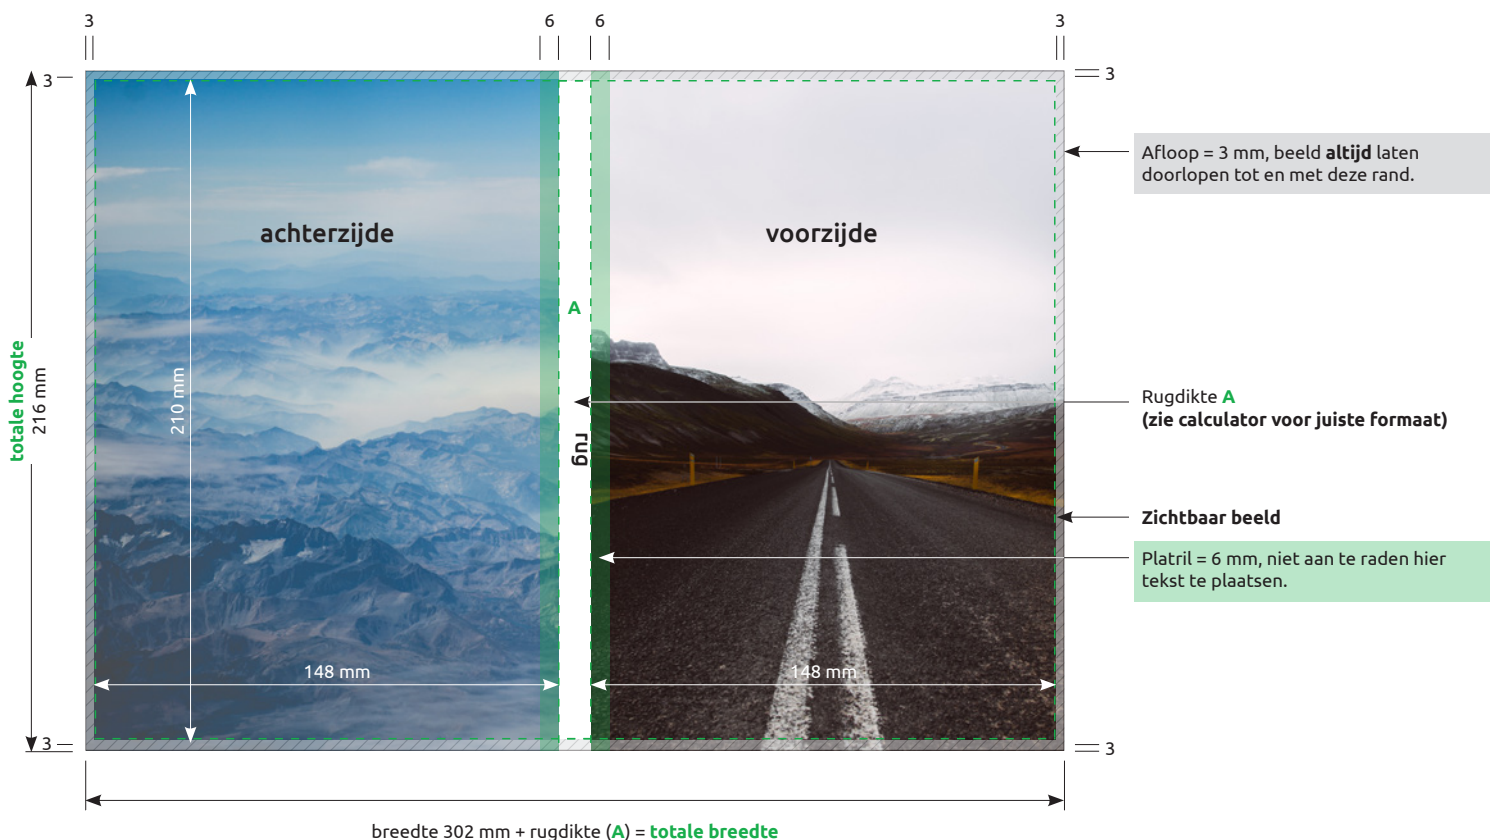 3
6
6
3
3
3
achterzijde
voorzijde
Afloop = 3 mm, beeld altijd laten
doorlopen tot en met deze rand.
A
totale hoogte
216 mm
210 mm
Rugdikte A
(zie calculator voor juiste formaat)
rug
Zichtbaar beeld
Platril = 6 mm, niet aan te raden hier
tekst te plaatsen.
148 mm
148 mm
3
3
breedte 302 mm + rugdikte (A) = totale breedte